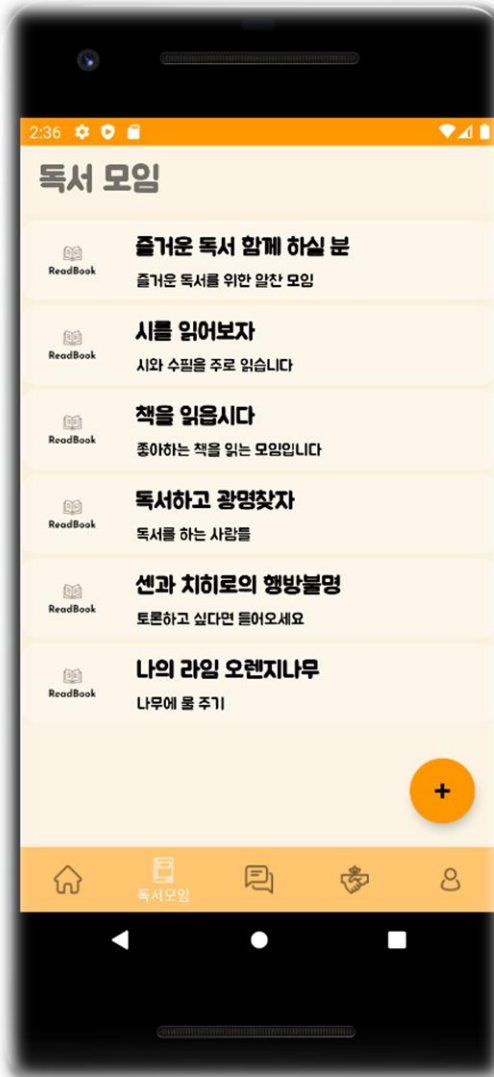 2:36
독서 모임
ReadBook
즐거운 독서 함께 하실 분
즐거운 독서를 위한 알찬 모임
ReadBook
시를 읽어보자
시와 수필을 주로 읽습니다
ReadBook
책을 읽읍시다
좋아하는 책을 읽는 모임입니다
ReadBook
독서하고 광명찾자
독서를 하는 사람들
ReadBook
센과 치히로의 행방불명
토론하고 싶다면 들어오세요
ReadBook
나의 라임 오렌지나무
나무에 물 주기
+
독서모임